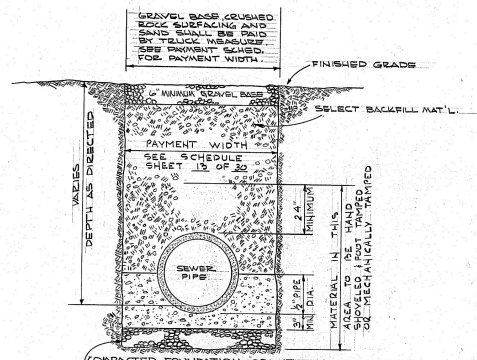 GRAVEL BASE, CRUSHED
ROCK SURFACING AND
SAND SHALL BE PAID
BY TRUCK MEASURE.
SEE PAYMENT SCHED.
FOR PAYMENT WIDTH.
FINISHED GRADE
6" MINIMUM GRAVEL BASE
SELECT BACKFILL MAT'L.
PAYMENT WIDTH
SEE SCHEDULE
SHEET 13 OF 30
VARIES
DEPTH AS DIRECTED
24"
MINIMUM
SEWER
PIPE
1/2 PIPE
DIA.
3"
MIN.
MATERIAL IN THIS
AREA TO BE HAND
SHOVELED & FOOT TAMPED
OR MECHANICALLY TAMPED
COMPACTED FOUNDATION